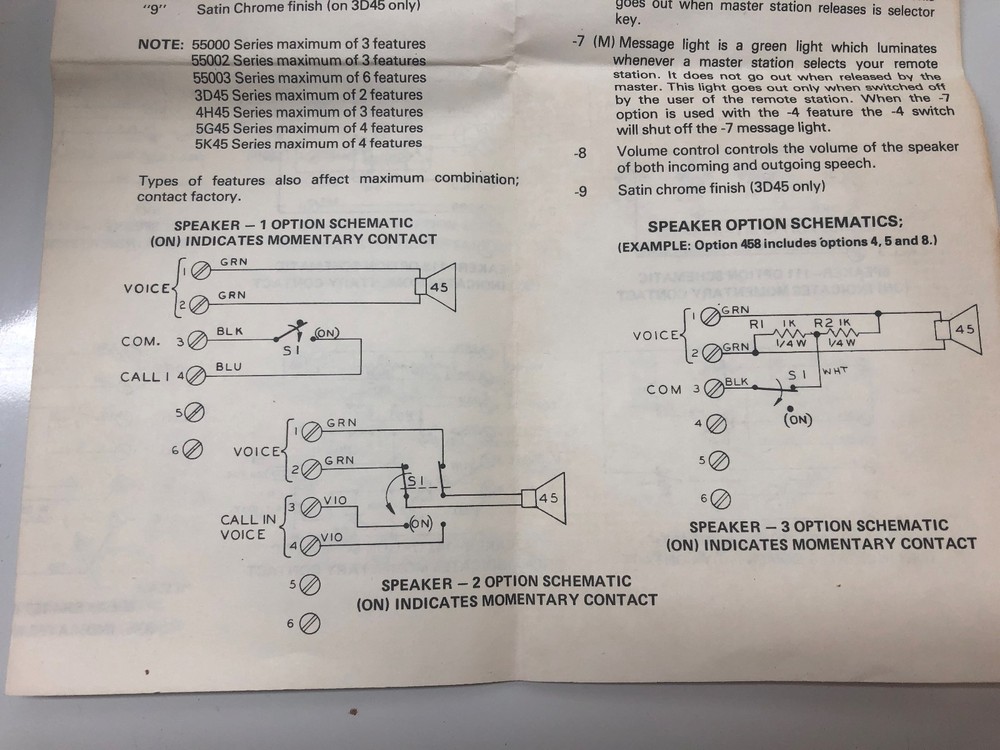 "9" Satin Chrome finish (on 3D45 only)
NOTE: 55000 Series maximum of 3 features
55002 Series maximum of 3 features
55003 Series maximum of 6 features
3D45 Series maximum of 2 features
4H45 Series maximum of 3 features
5G45 Series maximum of 4 features
5K45 Series maximum of 4 features
Types of features also affect maximum combination;
contact factory.
SPEAKER – 1 OPTION SCHEMATIC
(ON) INDICATES MOMENTARY CONTACT
VOICE
1 GRN
2 GRN
45
COM. 3 BLK
S1
(ON)
CALL 1 4 BLU
5
6
VOICE
1 GRN
2 GRN
S1
45
CALL IN
VOICE
3 VIO
(ON)
4 VIO
5
6
SPEAKER – 2 OPTION SCHEMATIC
(ON) INDICATES MOMENTARY CONTACT
goes out when master station releases is selector
key.
-7 (M) Message light is a green light which luminates
whenever a master station selects your remote
station. It does not go out when released by the
master. This light goes out only when switched off
by the user of the remote station. When the -7
option is used with the -4 feature the -4 switch
will shut off the -7 message light.
-8 Volume control controls the volume of the speaker
of both incoming and outgoing speech.
-9 Satin chrome finish (3D45 only)
SPEAKER OPTION SCHEMATICS;
(EXAMPLE: Option 458 includes options 4, 5 and 8.)
VOICE
1 GRN
R1 1K R2 1K
1/4 W 1/4 W
2 GRN
45
COM 3 BLK
S1
WHT
(ON)
4
5
6
SPEAKER – 3 OPTION SCHEMATIC
(ON) INDICATES MOMENTARY CONTACT